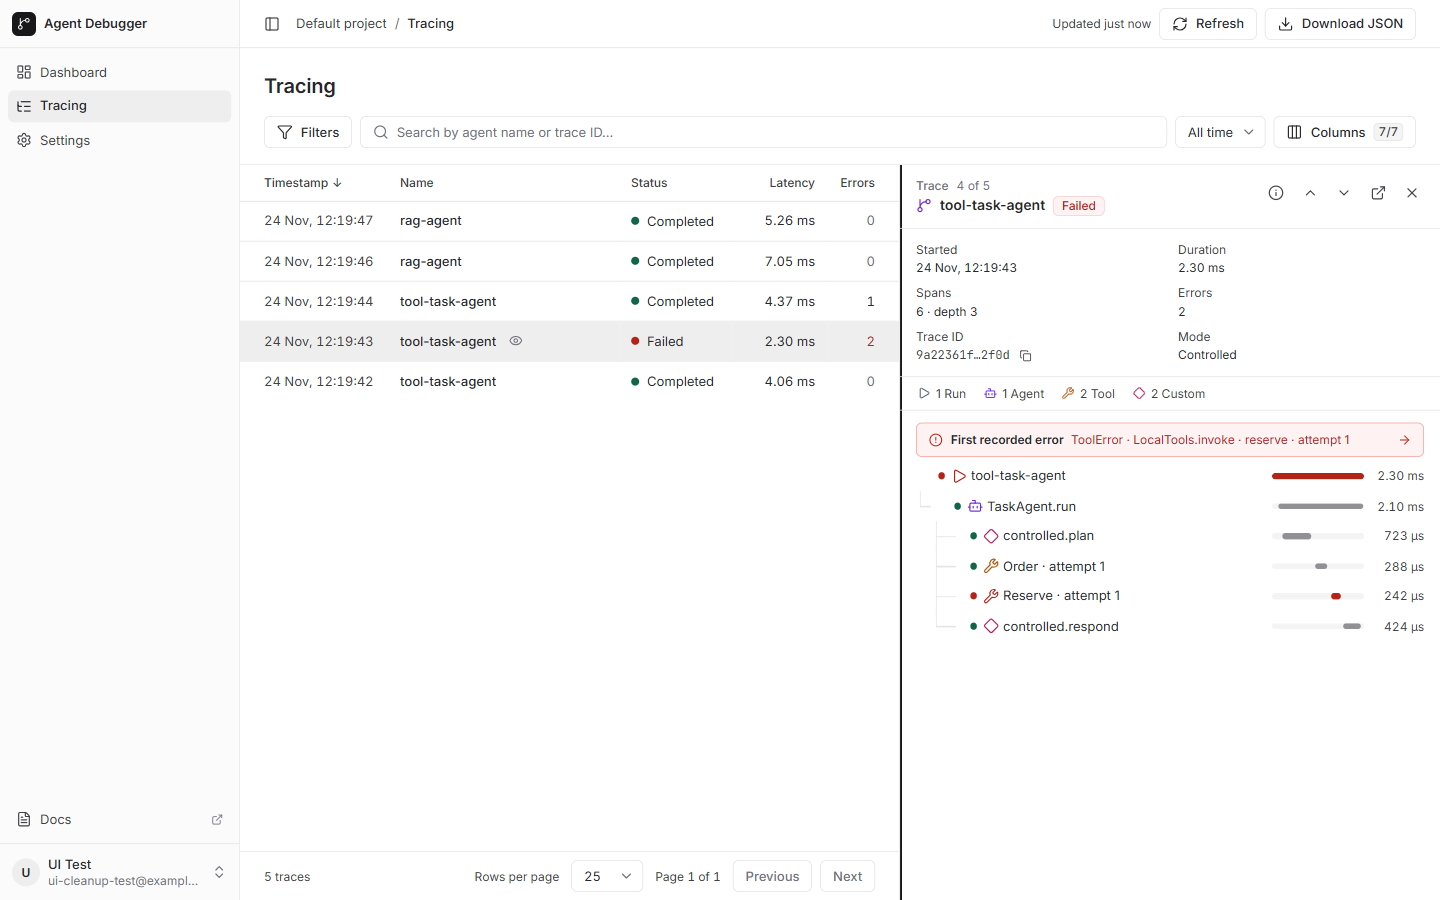 Agent Debugger
Dashboard
Tracing
Settings
Docs
U
UI Test
ui-cleanup-test@exampl...
Default project / Tracing
Updated just now
Refresh
Download JSON
Tracing
Filters
Search by agent name or trace ID...
All time
Columns 7/7
Timestamp Name Status Latency Errors
24 Nov, 12:19:47 rag-agent Completed 5.26 ms 0
24 Nov, 12:19:46 rag-agent Completed 7.05 ms 0
24 Nov, 12:19:44 tool-task-agent Completed 4.37 ms 1
24 Nov, 12:19:43 tool-task-agent Failed 2.30 ms 2
24 Nov, 12:19:42 tool-task-agent Completed 4.06 ms 0
5 traces
Rows per page 25
Page 1 of 1
Previous
Next
Trace 4 of 5
tool-task-agent Failed
Started
24 Nov, 12:19:43
Duration
2.30 ms
Spans
6 · depth 3
Errors
2
Trace ID
9a22361f…2f0d
Mode
Controlled
1 Run 1 Agent 2 Tool 2 Custom
First recorded error ToolError · LocalTools.invoke · reserve · attempt 1
tool-task-agent 2.30 ms
TaskAgent.run 2.10 ms
controlled.plan 723 µs
Order · attempt 1 288 µs
Reserve · attempt 1 242 µs
controlled.respond 424 µs